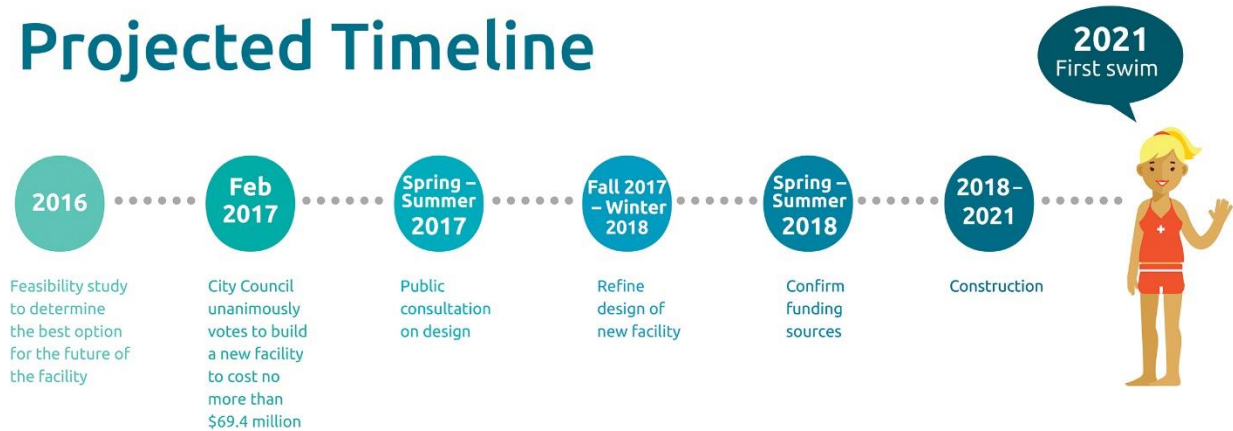 Projected Timeline
2021
First swim
2016
Feasibility study
to determine
the best option
for the future of
the facility
Feb
2017
City Council
unanimously
votes to build
a new facility
to cost no
more than
$69.4 million
Spring –
Summer
2017
Public
consultation
on design
Fall 2017
– Winter
2018
Refine
design of
new facility
Spring –
Summer
2018
Confirm
funding
sources
2018–
2021
Construction